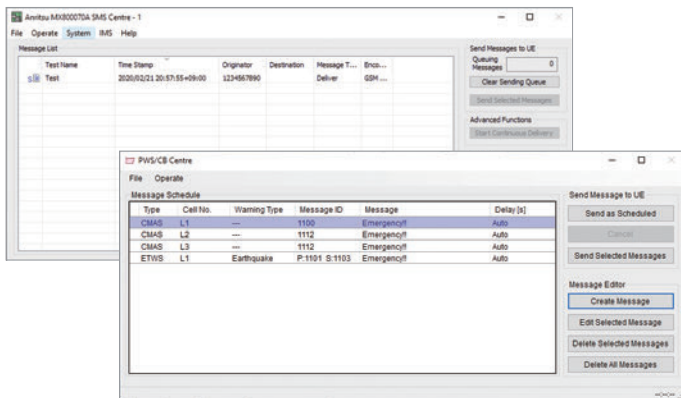 Anritsu MX800070A SMS Centre - 1
File Operate System IMS Help
Message List
Test Name Time Stamp Originator Destination Message T... Enco...
Test 2020/02/21 20:57:55+09:00 1234567890 Deliver GSM ...
Send Messages to UE
Queuing Messages 0
Clear Sending Queue
Send Selected Messages
Advanced Functions
Start Continuous Delivery
PWS/CB Centre
File Operate
Message Schedule
Type Cell No. Warning Type Message ID Message Delay [s]
CMAS L1 --- 1100 Emergency!! Auto
CMAS L2 --- 1112 Emergency!! Auto
CMAS L3 --- 1112 Emergency!! Auto
ETWS L1 Earthquake P:1101 S:1103 Emergency!! Auto
Send Message to UE
Send as Scheduled
Cancel
Send Selected Messages
Message Editor
Create Message
Edit Selected Message
Delete Selected Messages
Delete All Messages
--:--:--